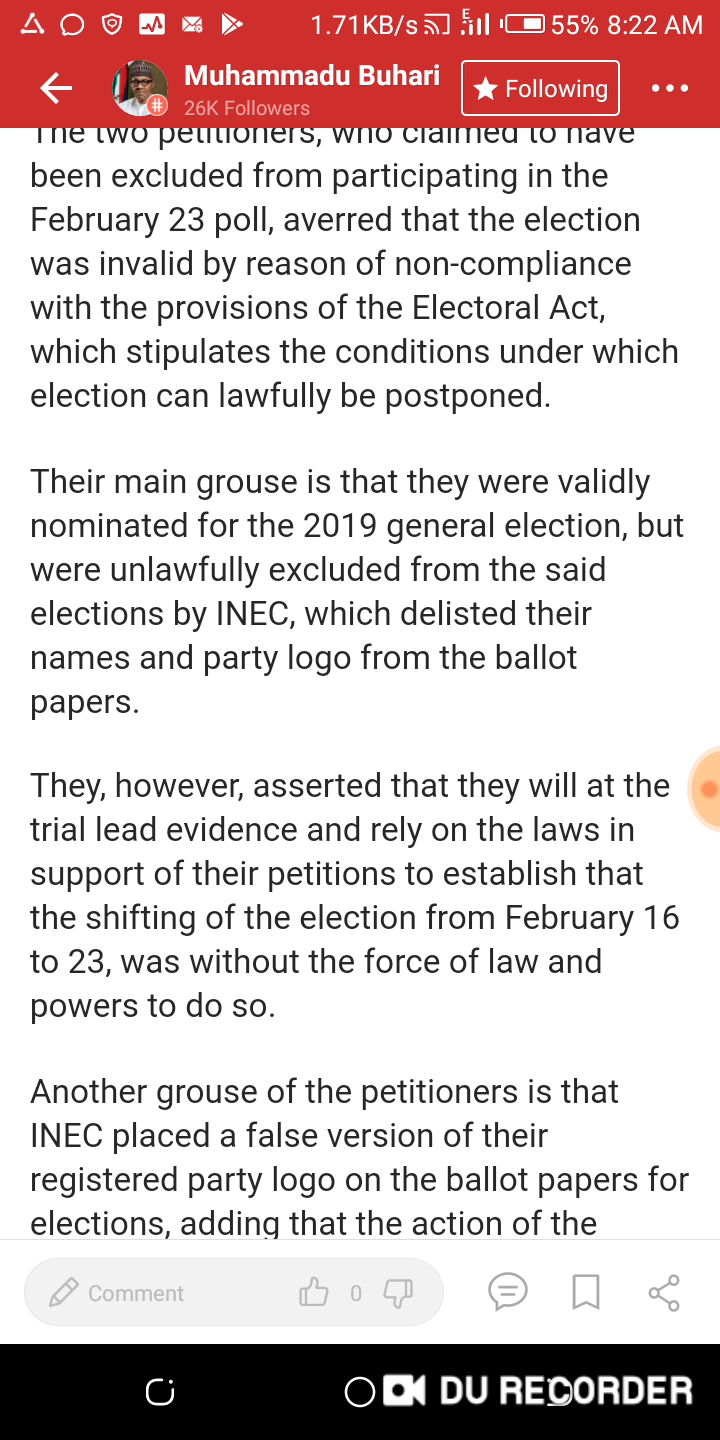 1.71KB/s E 55% 8:22 AM
Muhammadu Buhari
26K Followers
Following
#
The two petitioners, who claimed to have
been excluded from participating in the
February 23 poll, averred that the election
was invalid by reason of non-compliance
with the provisions of the Electoral Act,
which stipulates the conditions under which
election can lawfully be postponed.
Their main grouse is that they were validly
nominated for the 2019 general election, but
were unlawfully excluded from the said
elections by INEC, which delisted their
names and party logo from the ballot
papers.
They, however, asserted that they will at the
trial lead evidence and rely on the laws in
support of their petitions to establish that
the shifting of the election from February 16
to 23, was without the force of law and
powers to do so.
Another grouse of the petitioners is that
INEC placed a false version of their
registered party logo on the ballot papers for
elections, adding that the action of the
Comment 0
DU RECORDER